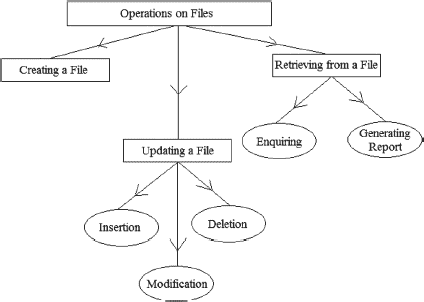 Operations on Files
Creating a File
Retrieving from a File
Updating a File
Enquiring
Generating
Report
Insertion
Deletion
Modification